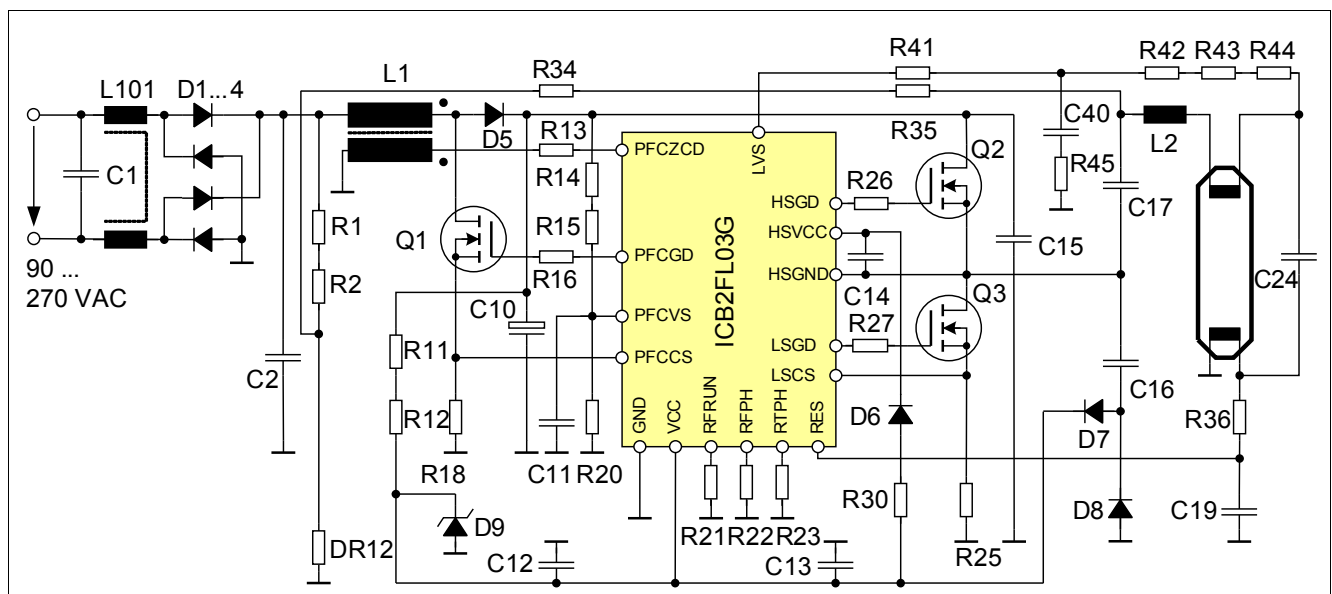 R41
R42
R43
R44
L101
D1...4
L1
R34
D5
R13
R35
Q2
C40
R45
L2
C1
PFCZCD
LVS
R14
R26
HSGD
C17
R1
Q1
R15
PFCGD
R16
HSVCC
C15
90 ...
270 VAC
R2
C10
ICB2FL03G
HSGND
C14
Q3
C24
PFCVS
R27
LSGD
R11
PFCCS
LSCS
C2
C16
R12
D6
D7
R36
GND
VCC
RFRUN
RFPH
RTPH
RES
R18
C11
R20
R30
D8
C19
D9
R21
R22
R23
R25
DR12
C12
C13